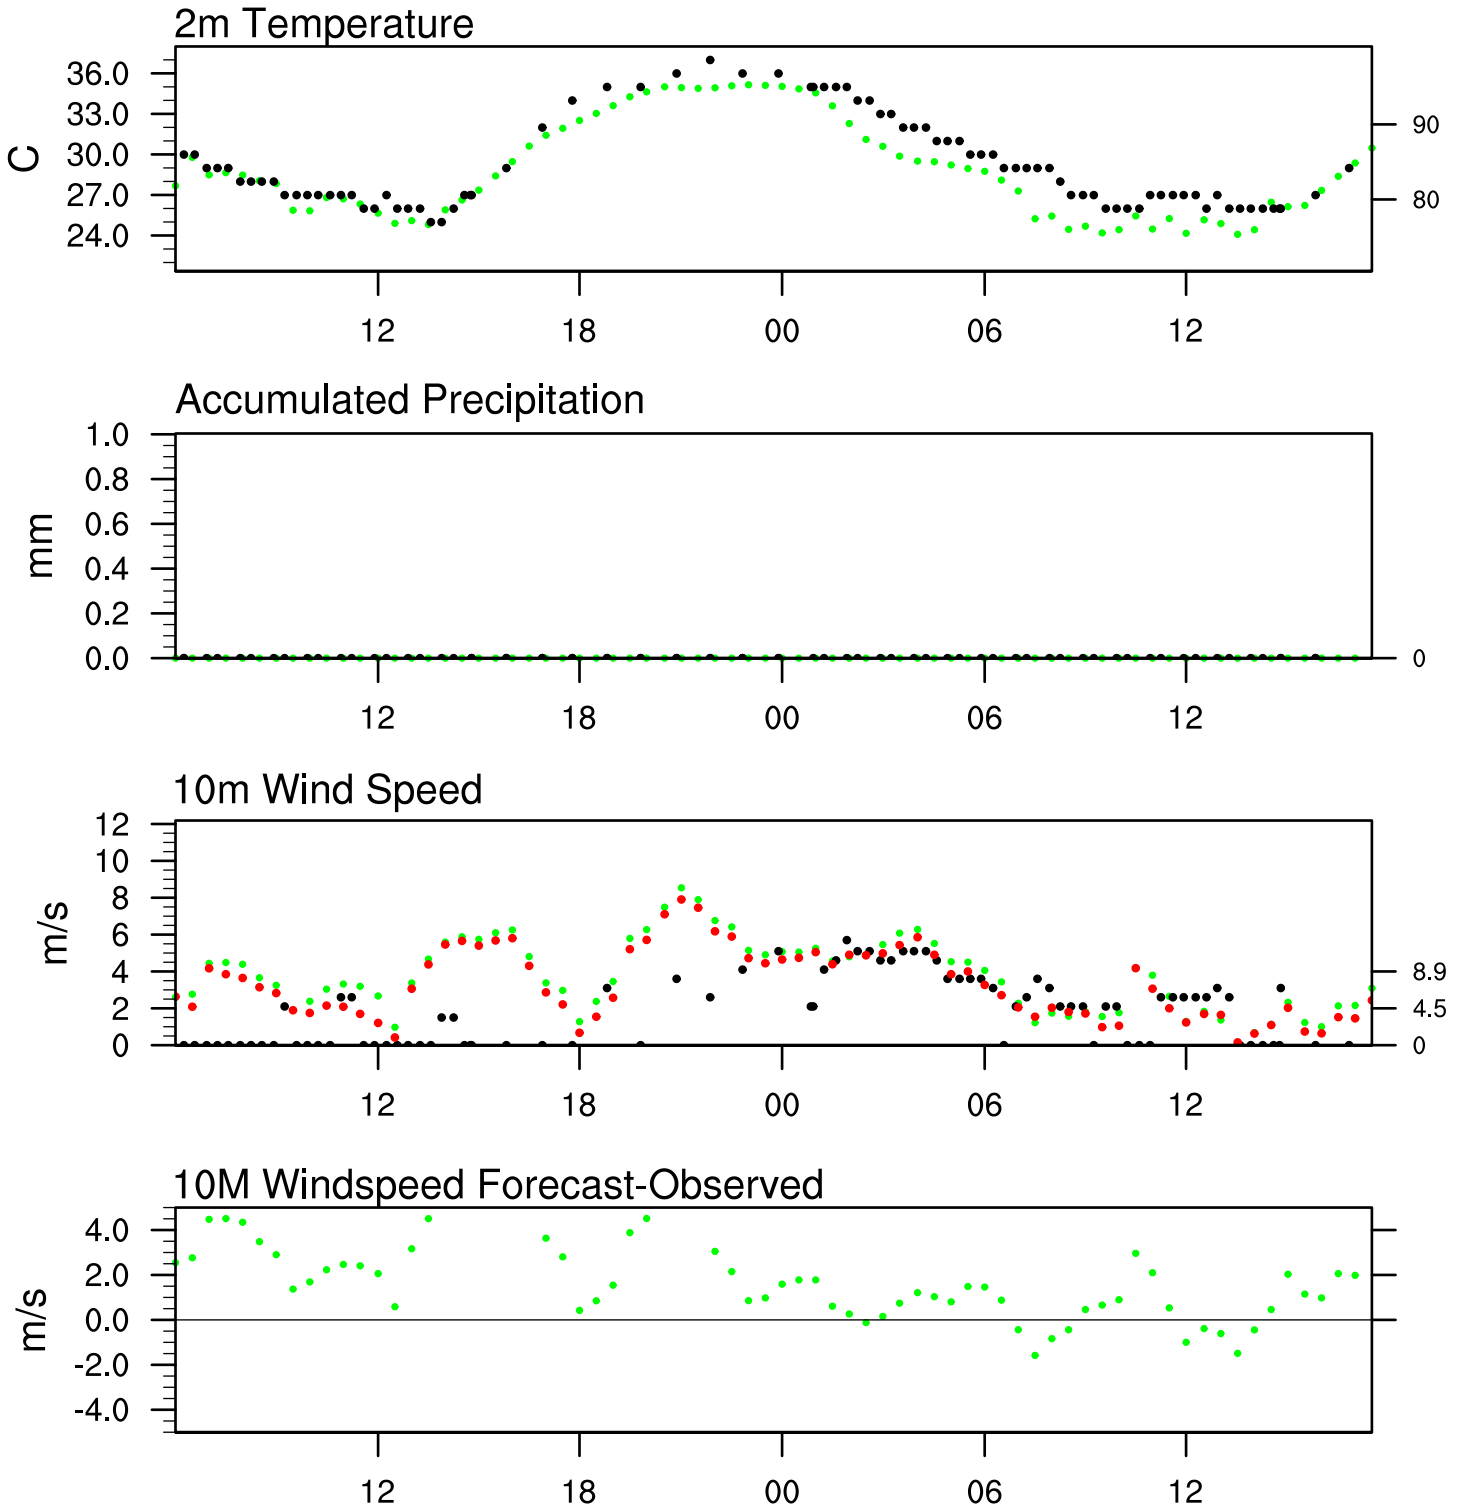 2m Temperature
36.0
33.0
30.0
27.0
24.0
C
90
80
12 18 00 06 12
Accumulated Precipitation
1.0
0.8
0.6
0.4
0.2
0.0
mm
0
12 18 00 06 12
10m Wind Speed
12
10
8
6
4
2
0
m/s
8.9
4.5
0
12 18 00 06 12
10M Windspeed Forecast-Observed
4.0
2.0
0.0
-2.0
-4.0
m/s
12 18 00 06 12